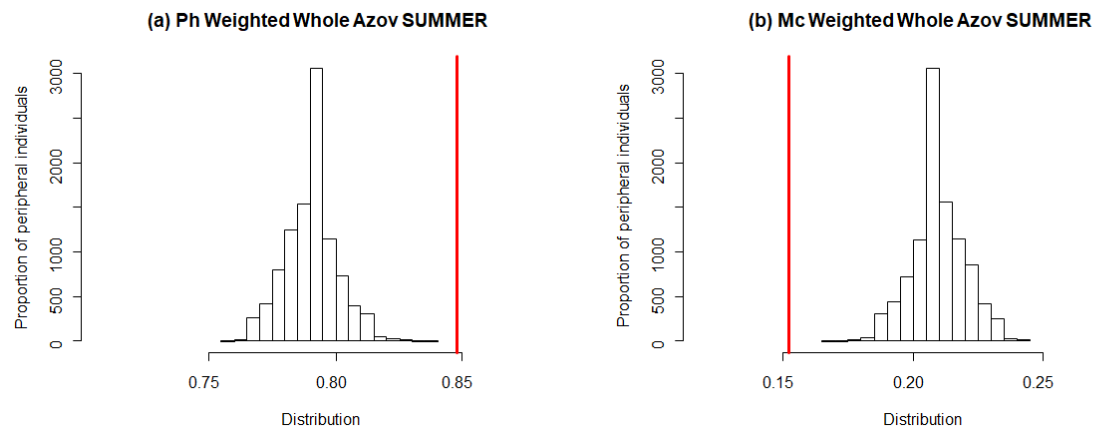 (a) Ph Weighted Whole Azov SUMMER
Proportion of peripheral individuals
3000
2000
1000
500
0
0.75 0.80 0.85
Distribution
(b) Mc Weighted Whole Azov SUMMER
Proportion of peripheral individuals
3000
2000
1000
500
0
0.15 0.20 0.25
Distribution